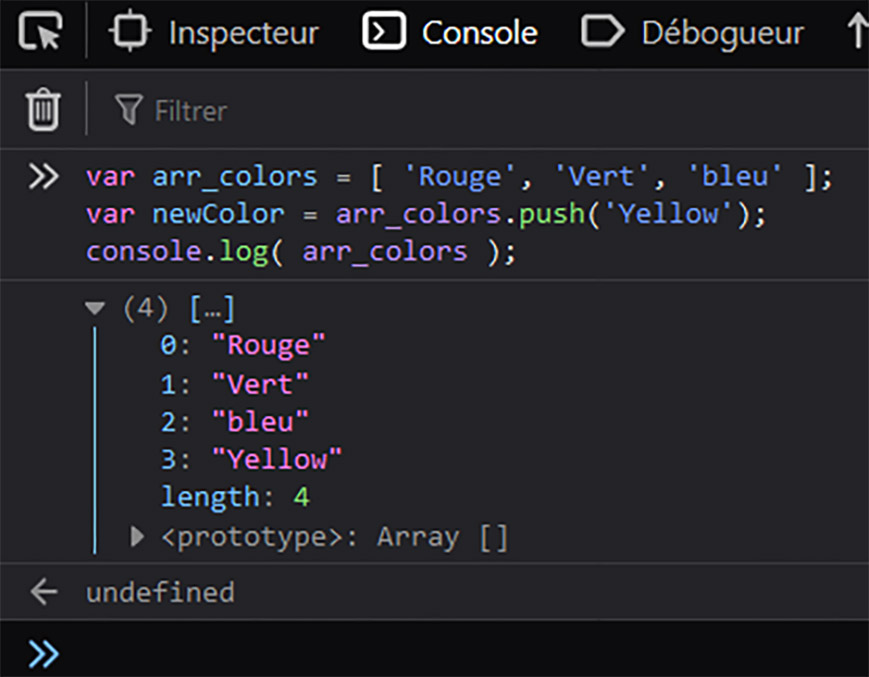 Inspecteur Console Débogueur
Filtrer
var arr_colors = [ 'Rouge', 'Vert', 'bleu' ];
var newColor = arr_colors.push('Yellow');
console.log( arr_colors );
(4) […]
0: "Rouge"
1: "Vert"
2: "bleu"
3: "Yellow"
length: 4
<prototype>: Array []
undefined